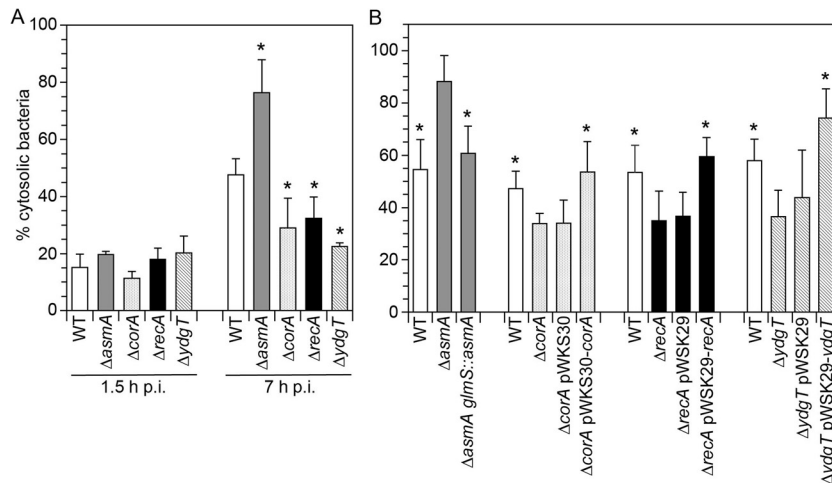 A
B
% cytosolic bacteria
100
80
60
40
20
0
*
*
*
*
WT
ΔasmA
ΔcorA
ΔrecA
ΔydgT
WT
ΔasmA
ΔcorA
ΔrecA
ΔydgT
1.5 h p.i.
7 h p.i.
100
80
60
40
20
0
*
*
*
*
*
*
*
*
WT
ΔasmA
ΔasmA glmS::asmA
WT
ΔcorA
ΔcorA pWKS30
ΔcorA pWKS30-corA
WT
ΔrecA
ΔrecA pWSK29
ΔrecA pWSK29-recA
WT
ΔydgT
ΔydgT pWSK29
ΔydgT pWSK29-ydgT